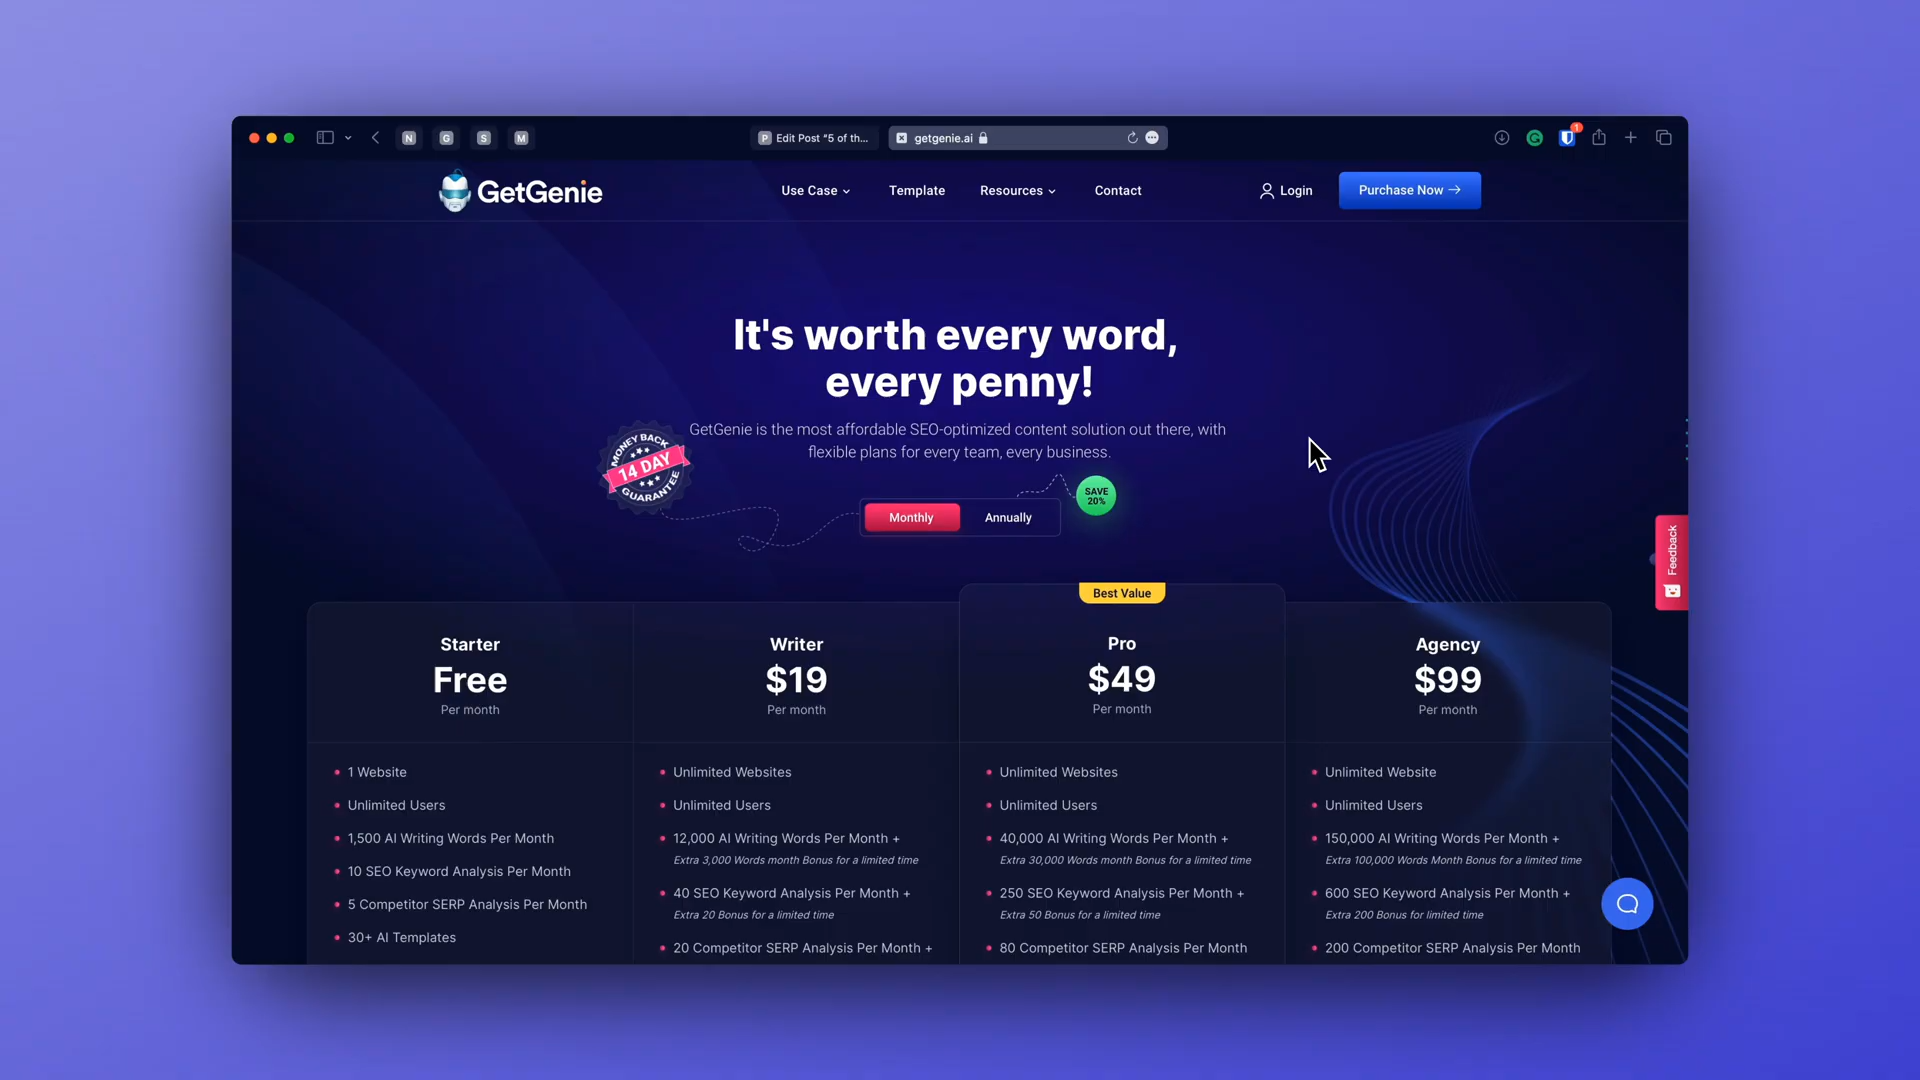 N G S M
P Edit Post “5 of th...
getgenie.ai
1
GetGenie
Use Case
Template
Resources
Contact
Login
Purchase Now →
It's worth every word,
every penny!
GetGenie is the most affordable SEO-optimized content solution out there, with
flexible plans for every team, every business.
MONEY BACK
14 DAY
GUARANTEE
Monthly
Annually
SAVE
20%
Feedback
Starter
Free
Per month
1 Website
Unlimited Users
1,500 AI Writing Words Per Month
10 SEO Keyword Analysis Per Month
5 Competitor SERP Analysis Per Month
30+ AI Templates
Writer
$19
Per month
Unlimited Websites
Unlimited Users
12,000 AI Writing Words Per Month +
Extra 3,000 Words month Bonus for a limited time
40 SEO Keyword Analysis Per Month +
Extra 20 Bonus for a limited time
20 Competitor SERP Analysis Per Month +
Best Value
Pro
$49
Per month
Unlimited Websites
Unlimited Users
40,000 AI Writing Words Per Month +
Extra 30,000 Words month Bonus for a limited time
250 SEO Keyword Analysis Per Month +
Extra 50 Bonus for a limited time
80 Competitor SERP Analysis Per Month
Agency
$99
Per month
Unlimited Website
Unlimited Users
150,000 AI Writing Words Per Month +
Extra 100,000 Words Month Bonus for a limited time
600 SEO Keyword Analysis Per Month +
Extra 200 Bonus for limited time
200 Competitor SERP Analysis Per Month